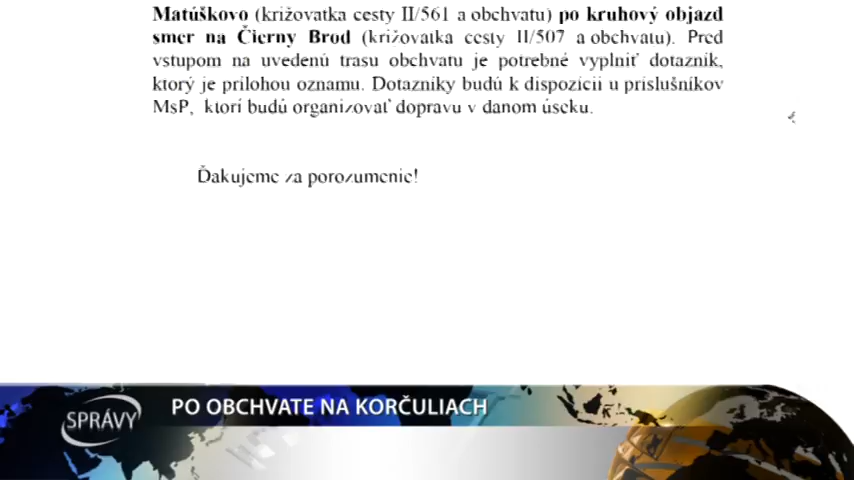 Matúškovo (križovatka cesty II/561 a obchvatu) po kruhový objazd
smer na Čierny Brod (križovatka cesty II/507 a obchvatu). Pred
vstupom na uvedenú trasu obchvatu je potrebné vyplniť dotazník,
ktorý je prílohou oznamu. Dotazníky budú k dispozícii u príslušníkov
MsP, ktorí budú organizovať dopravu v danom úseku.
Ďakujeme za porozumenie!
PO OBCHVATE NA KORČULIACH
SPRÁVY